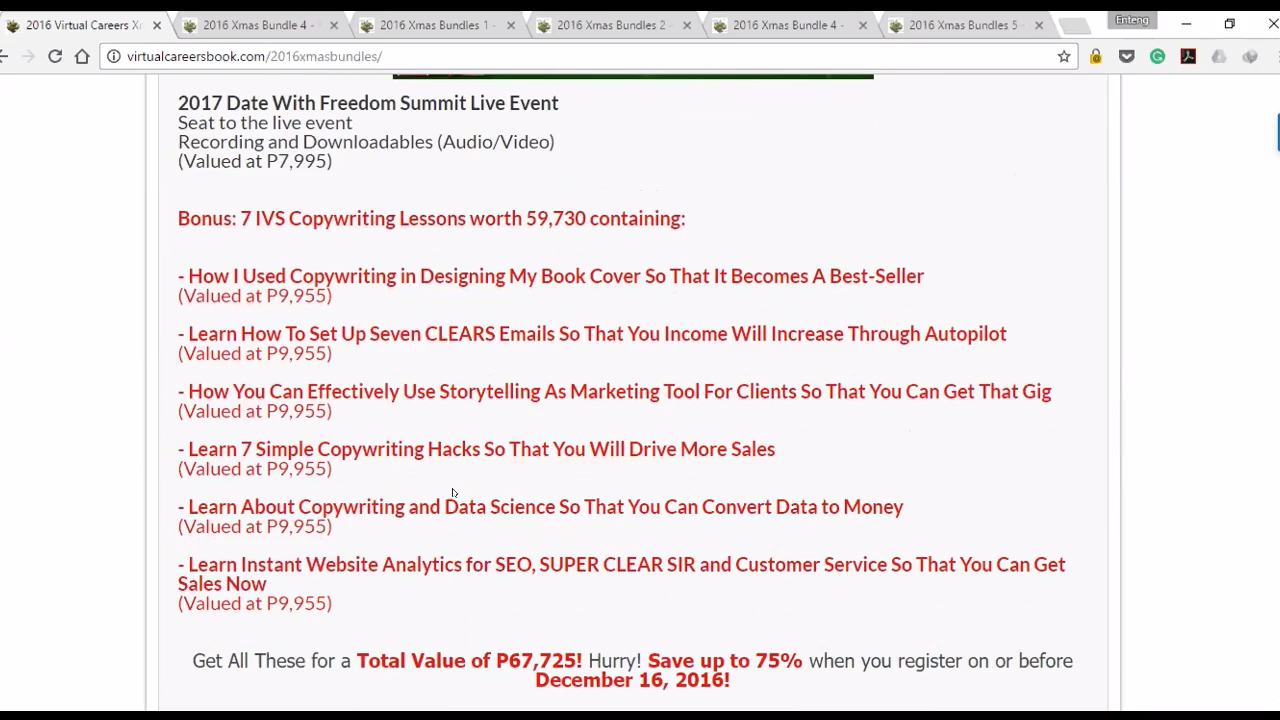 2016 Virtual Careers X
2016 Xmas Bundle 4 -
2016 Xmas Bundles 1 -
2016 Xmas Bundles 2 -
2016 Xmas Bundle 4 -
2016 Xmas Bundles 5 -
Enteng
virtualcareersbook.com/2016xmasbundles/
2017 Date With Freedom Summit Live Event
Seat to the live event
Recording and Downloadables (Audio/Video)
(Valued at P7,995)
Bonus: 7 IVS Copywriting Lessons worth 59,730 containing:
- How I Used Copywriting in Designing My Book Cover So That It Becomes A Best-Seller
(Valued at P9,955)
- Learn How To Set Up Seven CLEARS Emails So That You Income Will Increase Through Autopilot
(Valued at P9,955)
- How You Can Effectively Use Storytelling As Marketing Tool For Clients So That You Can Get That Gig
(Valued at P9,955)
- Learn 7 Simple Copywriting Hacks So That You Will Drive More Sales
(Valued at P9,955)
- Learn About Copywriting and Data Science So That You Can Convert Data to Money
(Valued at P9,955)
- Learn Instant Website Analytics for SEO, SUPER CLEAR SIR and Customer Service So That You Can Get
Sales Now
(Valued at P9,955)
Get All These for a Total Value of P67,725! Hurry! Save up to 75% when you register on or before
December 16, 2016!